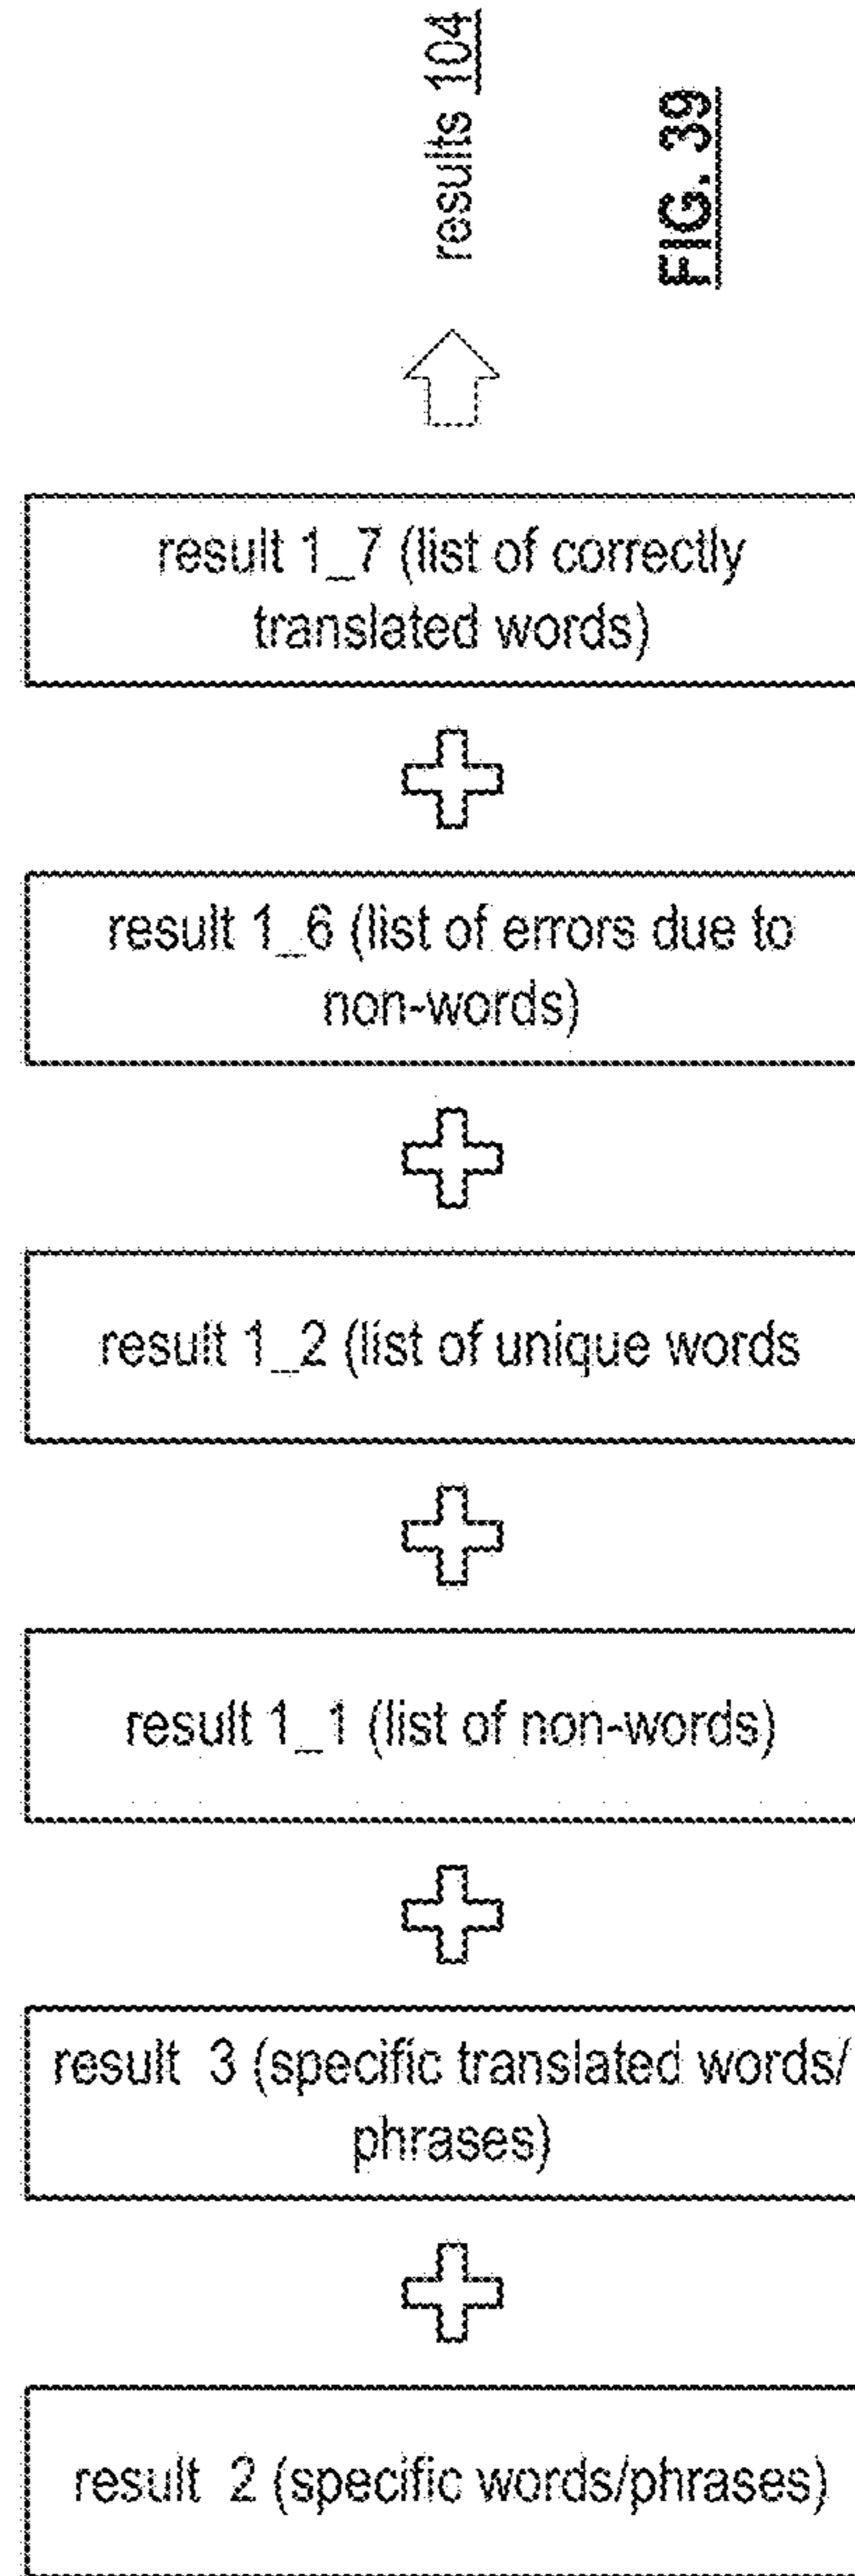 results 104
FIG. 39
result 1_7 (list of correctly
translated words)
result 1_6 (list of errors due to
non-words)
result 1_2 (list of unique words
result 1_1 (list of non-words)
result 3 (specific translated words/
phrases)
result 2 (specific words/phrases)